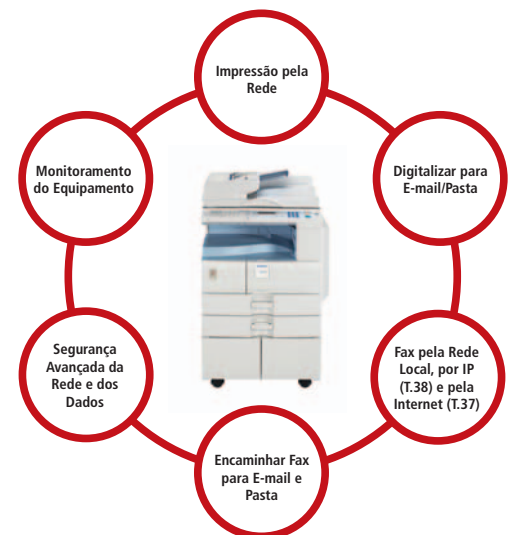 Impressão pela
Rede
Digitalizar para
E-mail/Pasta
Fax pela Rede
Local, por IP
(T.38) e pela
Internet (T.37)
Encaminhar Fax
para E-mail e
Pasta
Segurança
Avançada da
Rede e dos
Dados
Monitoramento
do Equipamento